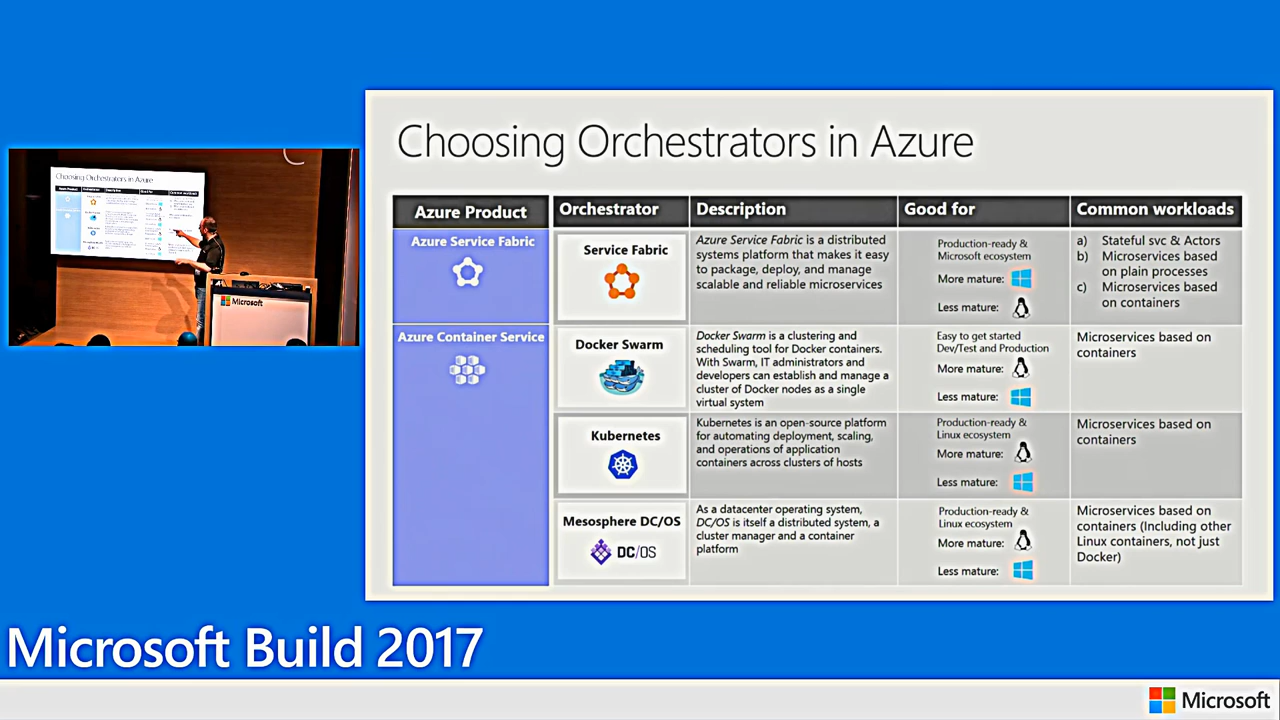 Choosing Orchestrators in Azure
Azure Product
Orchestrator
Description
Good for
Common workloads
Azure Service Fabric
Service Fabric
Azure Service Fabric is a distributed
systems platform that makes it easy
to package, deploy, and manage
scalable and reliable microservices
Production-ready &
Microsoft ecosystem
More mature:
Less mature:
a) Stateful svc & Actors
b) Microservices based
on plain processes
c) Microservices based
on containers
Azure Container Service
Docker Swarm
Docker Swarm is a clustering and
scheduling tool for Docker containers.
With Swarm, IT administrators and
developers can establish and manage a
cluster of Docker nodes as a single
virtual system
Easy to get started
Dev/Test and Production
More mature:
Less mature:
Microservices based on
containers
Kubernetes
Kubernetes is an open-source platform
for automating deployment, scaling,
and operations of application
containers across clusters of hosts
Production-ready &
Linux ecosystem
More mature:
Less mature:
Microservices based on
containers
Mesosphere DC/OS
DC/OS
As a datacenter operating system,
DC/OS is itself a distributed system, a
cluster manager and a container
platform
Production-ready &
Linux ecosystem
More mature:
Less mature:
Microservices based on
containers (Including other
Linux containers, not just
Docker)
Choosing Orchestrators in Azure
Microsoft
Microsoft Build 2017
Microsoft